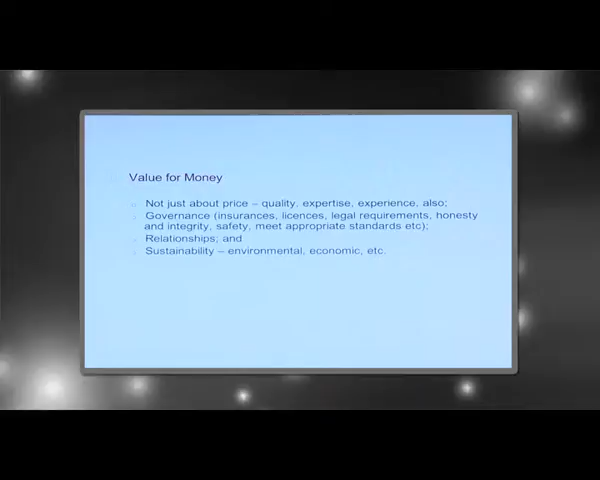 Value for Money
Not just about price – quality, expertise, experience, also;
Governance (insurances, licences, legal requirements, honesty
and integrity, safety, meet appropriate standards etc);
Relationships; and
Sustainability – environmental, economic, etc.